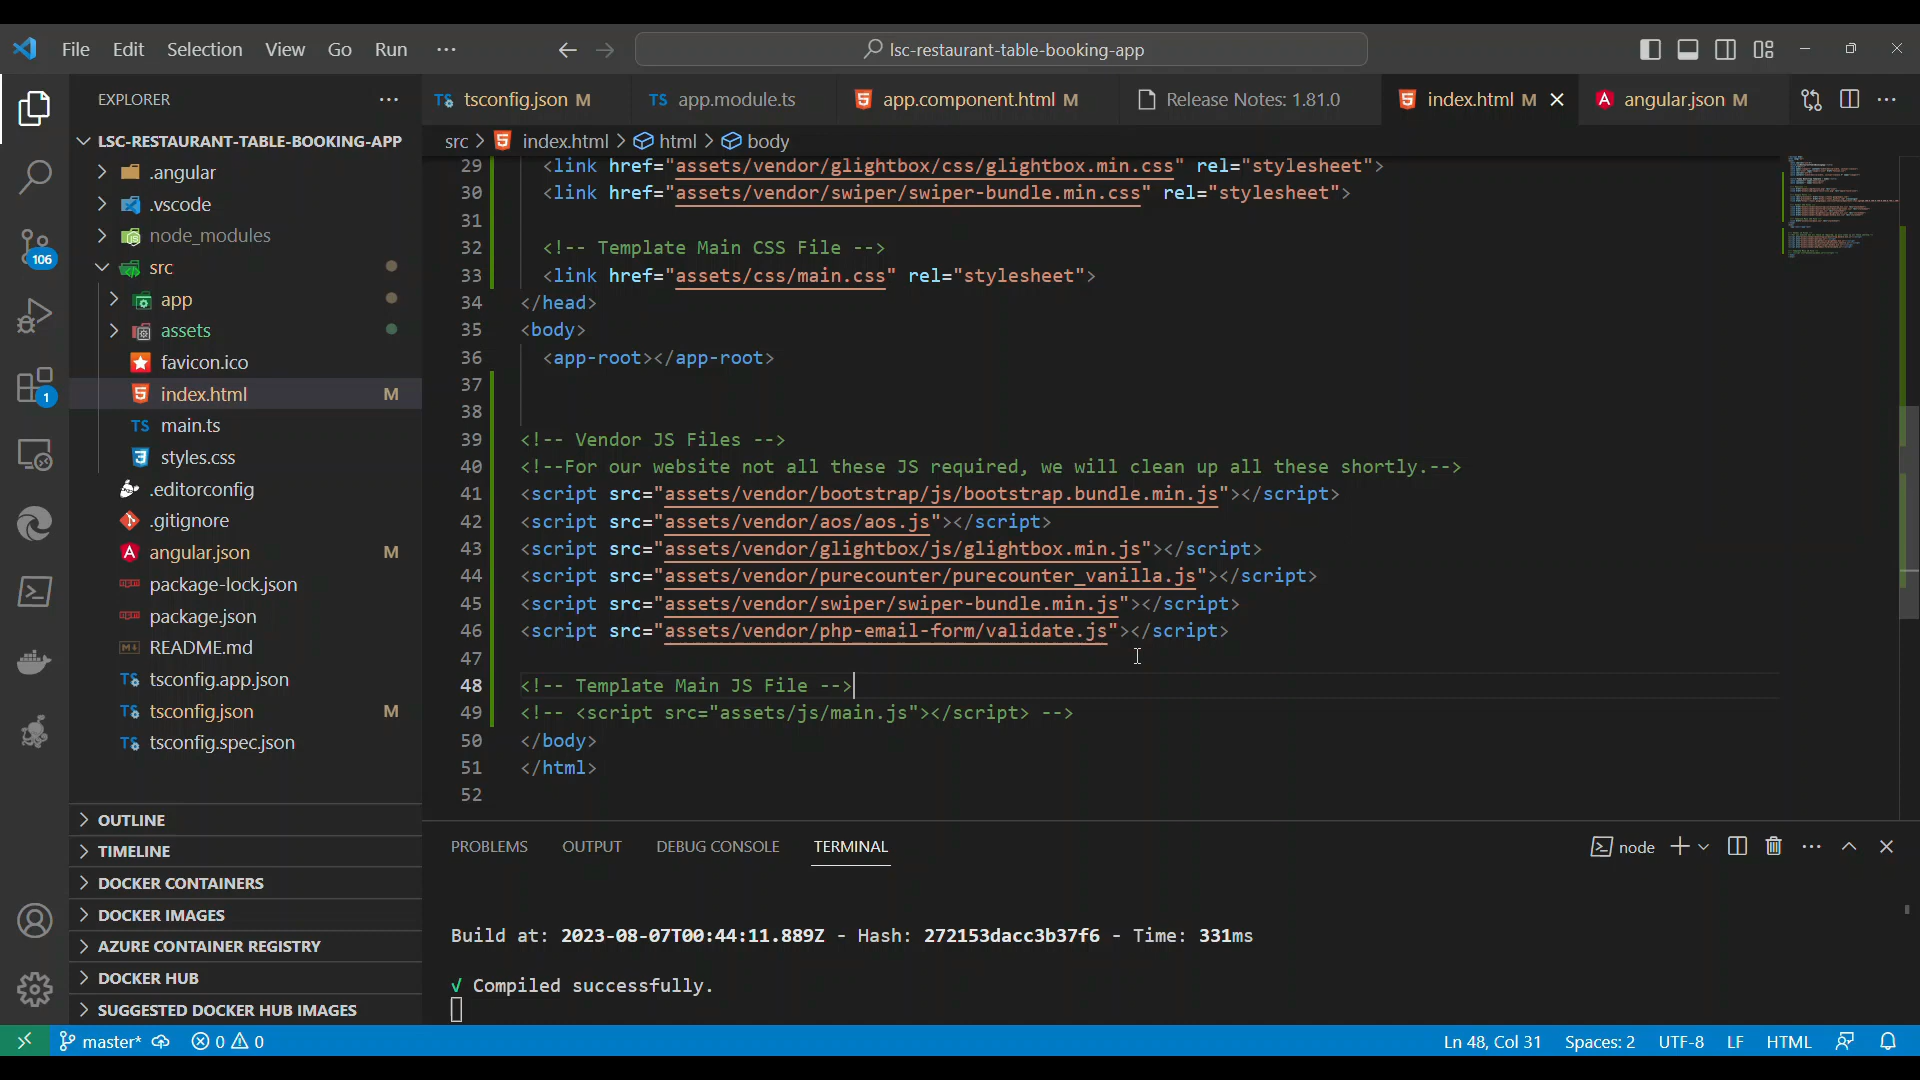 File Edit Selection View Go Run ···
lsc-restaurant-table-booking-app
EXPLORER ···
LSC-RESTAURANT-TABLE-BOOKING-APP
.angular
.vscode
node_modules
src
app
assets
favicon.ico
index.html M
TS main.ts
styles.css
.editorconfig
.gitignore
angular.json M
package-lock.json
package.json
README.md
tsconfig.app.json
tsconfig.json M
tsconfig.spec.json
OUTLINE
TIMELINE
DOCKER CONTAINERS
DOCKER IMAGES
AZURE CONTAINER REGISTRY
DOCKER HUB
SUGGESTED DOCKER HUB IMAGES
106
1
tsconfig.json M TS app.module.ts app.component.html M Release Notes: 1.81.0 index.html M angular.json M
src > index.html > html > body
29 <link href="assets/vendor/glightbox/css/glightbox.min.css" rel="stylesheet">
30 <link href="assets/vendor/swiper/swiper-bundle.min.css" rel="stylesheet">
31
32 <!-- Template Main CSS File -->
33 <link href="assets/css/main.css" rel="stylesheet">
34 </head>
35 <body>
36 <app-root></app-root>
37
38
39 <!-- Vendor JS Files -->
40 <!--For our website not all these JS required, we will clean up all these shortly.-->
41 <script src="assets/vendor/bootstrap/js/bootstrap.bundle.min.js"></script>
42 <script src="assets/vendor/aos/aos.js"></script>
43 <script src="assets/vendor/glightbox/js/glightbox.min.js"></script>
44 <script src="assets/vendor/purecounter/purecounter_vanilla.js"></script>
45 <script src="assets/vendor/swiper/swiper-bundle.min.js"></script>
46 <script src="assets/vendor/php-email-form/validate.js"></script>
47
48 <!-- Template Main JS File -->
49 <!-- <script src="assets/js/main.js"></script> -->
50 </body>
51 </html>
52
PROBLEMS OUTPUT DEBUG CONSOLE TERMINAL node
Build at: 2023-08-07T00:44:11.889Z - Hash: 272153dacc3b37f6 - Time: 331ms
√ Compiled successfully.
master* 0 0 Ln 48, Col 31 Spaces: 2 UTF-8 LF HTML